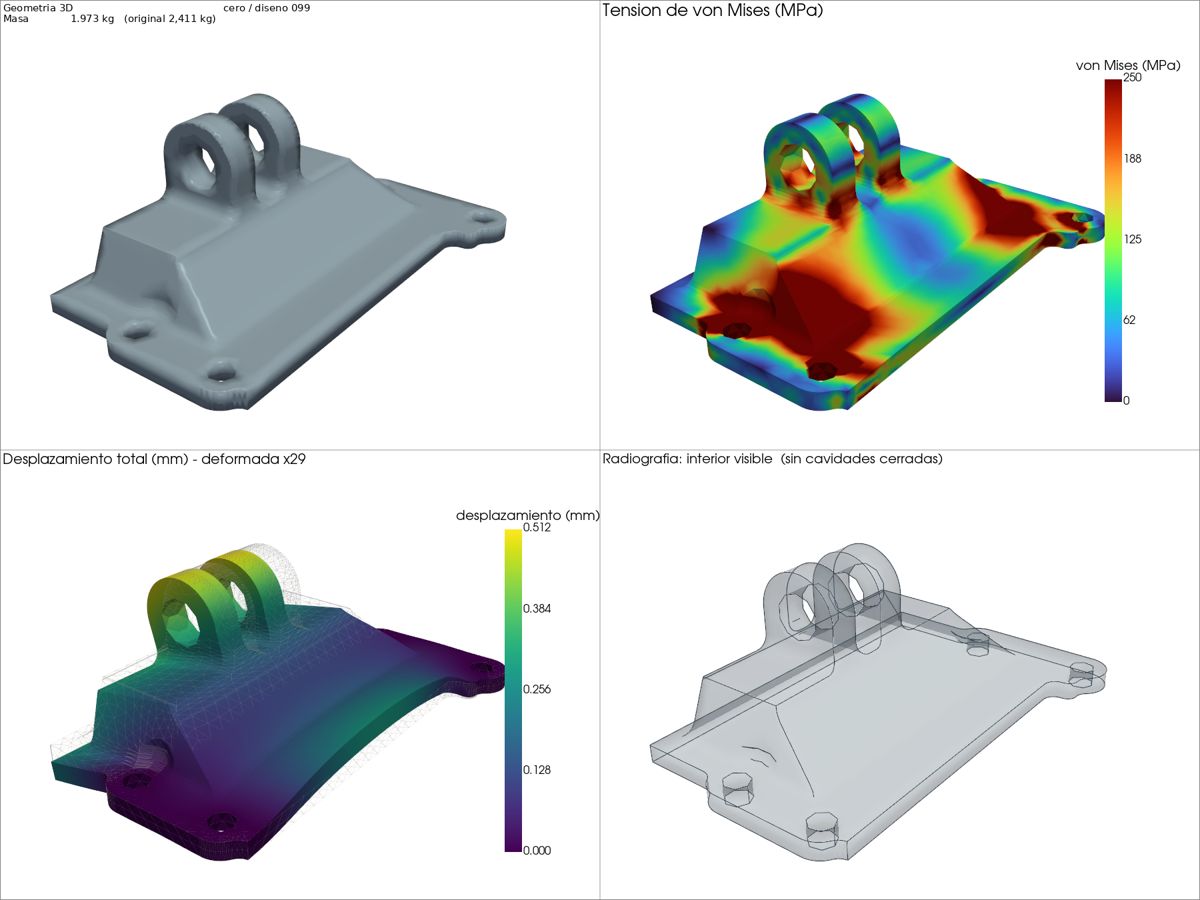 Geometria 3D
cero / diseno 099
Masa 1.973 kg (original 2,411 kg)
Tension de von Mises (MPa)
von Mises (MPa)
250
188
125
62
0
Desplazamiento total (mm) - deformada x29
desplazamiento (mm)
0.512
0.384
0.256
0.128
0.000
Radiografia: interior visible (sin cavidades cerradas)